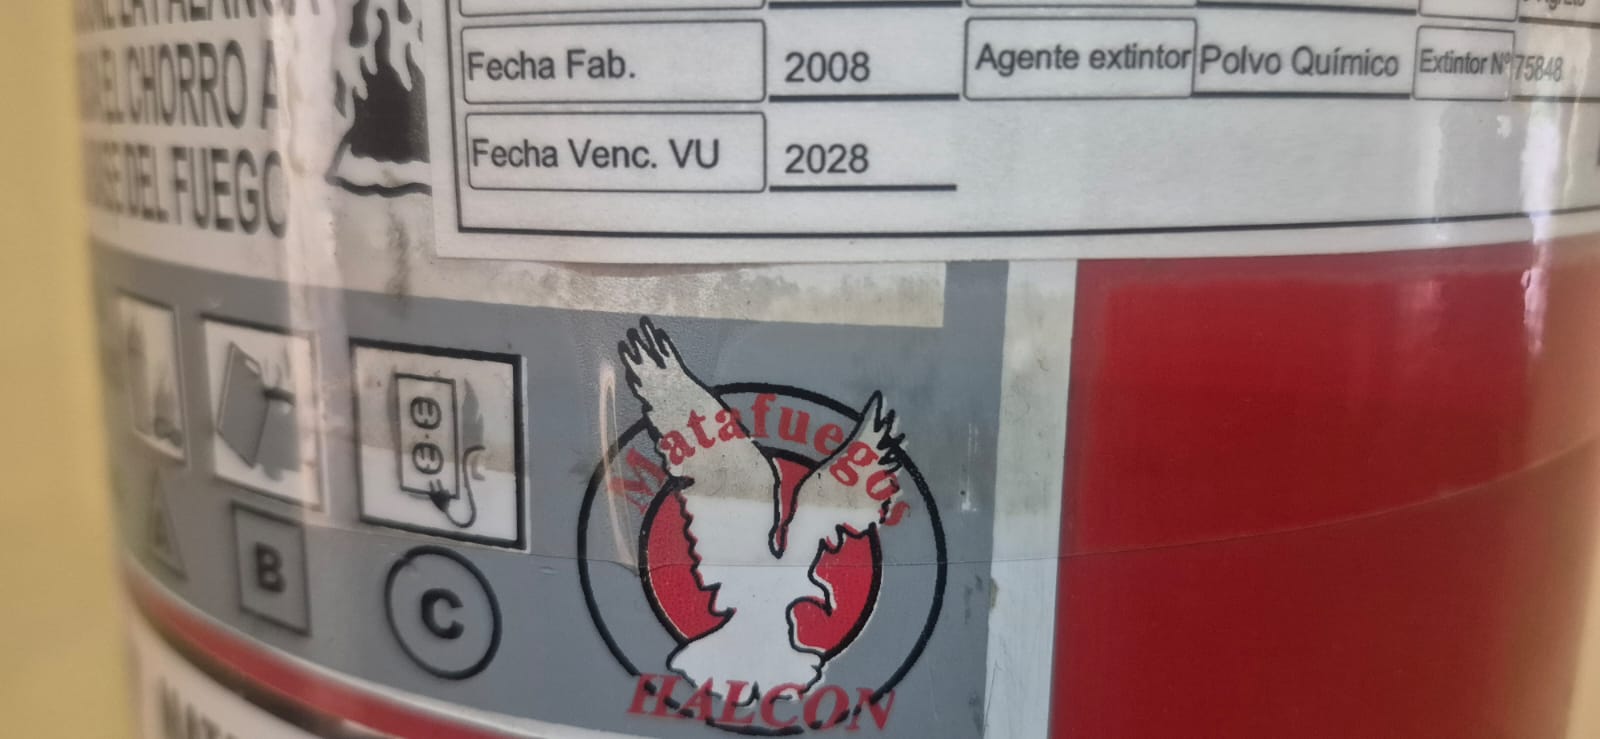 EL CHORRO A
DEL FUEGO
Fecha Fab. 2008 Agente extintor Polvo Químico Extintor Nº 75848
Fecha Venc. VU 2028
A B C
Matafuegos
HALCON